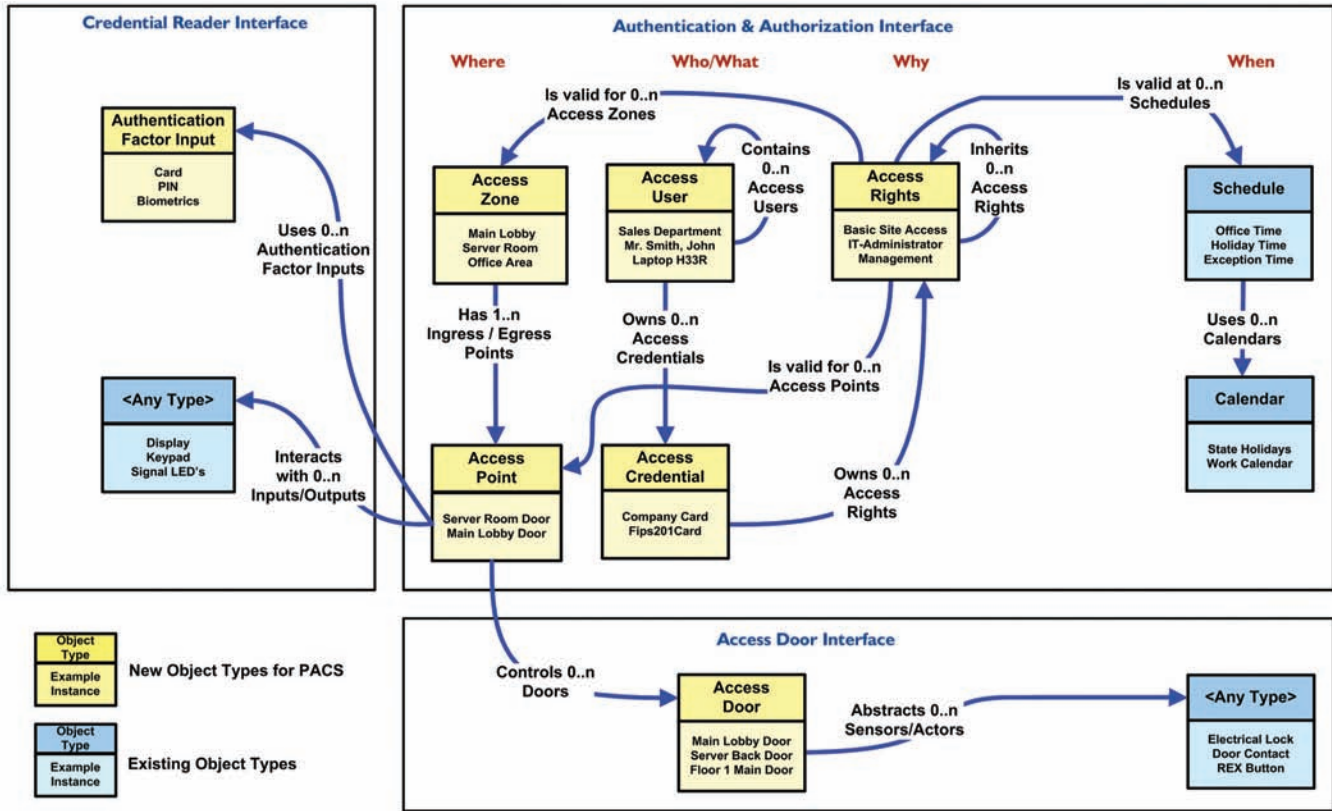 Credential Reader Interface
Authentication
Factor Input
Card
PIN
Biometrics
Uses 0..n
Authentication
Factor Inputs
<Any Type>
Display
Keypad
Signal LED's
Interacts
with 0..n
Inputs/Outputs
Authentication & Authorization Interface
Where
Who/What
Why
When
Is valid for 0..n
Access Zones
Is valid at 0..n
Schedules
Contains
0..n
Access
Users
Inherits
0..n
Access
Rights
Access
Zone
Main Lobby
Server Room
Office Area
Access
User
Sales Department
Mr. Smith, John
Laptop H33R
Access
Rights
Basic Site Access
IT-Administrator
Management
Schedule
Office Time
Holiday Time
Exception Time
Has 1..n
Ingress / Egress
Points
Owns 0..n
Access
Credentials
Is valid for 0..n
Access Points
Uses 0..n
Calendars
Calendar
State Holidays
Work Calendar
Access
Point
Server Room Door
Main Lobby Door
Access
Credential
Company Card
Fips201Card
Owns 0..n
Access
Rights
Access Door Interface
Controls 0..n
Doors
Access
Door
Main Lobby Door
Server Back Door
Floor 1 Main Door
Abstracts 0..n
Sensors/Actors
<Any Type>
Electrical Lock
Door Contact
REX Button
Object
Type
Example
Instance
New Object Types for PACS
Object
Type
Example
Instance
Existing Object Types